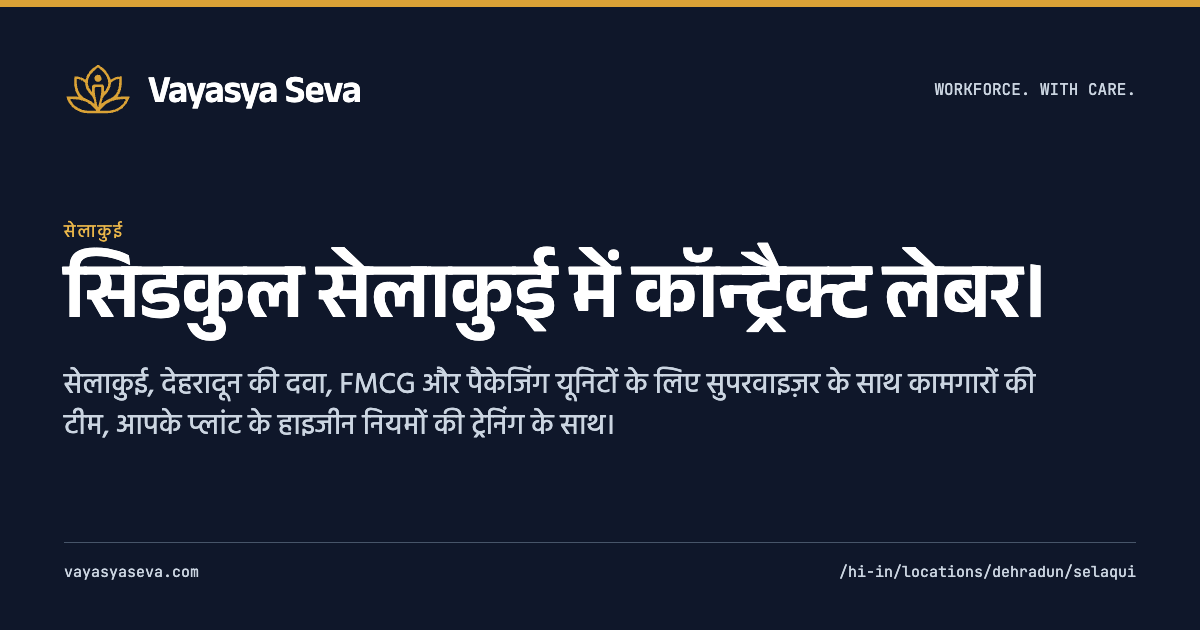 Vayasya Seva
WORKFORCE. WITH CARE.
सेलाकुई
सिडकुल सेलाकुई में कॉन्ट्रैक्ट लेबर।
सेलाकुई, देहरादून की दवा, FMCG और पैकेजिंग यूनिटों के लिए सुपरवाइज़र के साथ कामगारों की
टीम, आपके प्लांट के हाइजीन नियमों की ट्रेनिंग के साथ।
vayasyaseva.com
/hi-in/locations/dehradun/selaqui